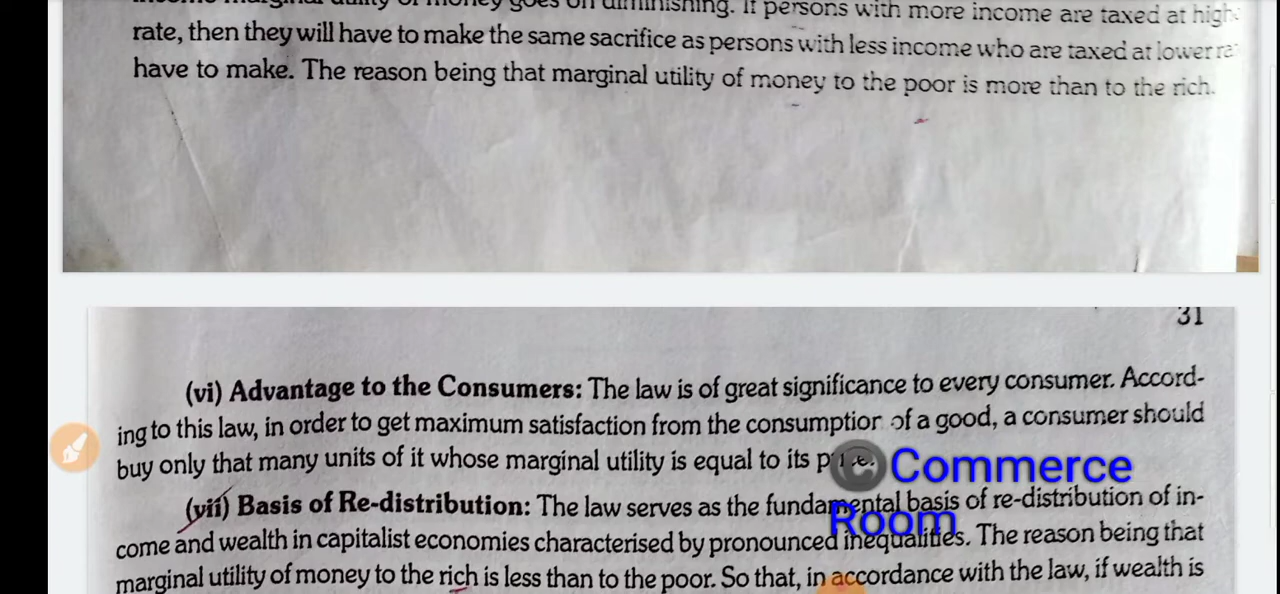 marginal utility of money goes on diminishing. If persons with more income are taxed at
rate, then they will have to make the same sacrifice as persons with less income who are taxed at lower
have to make. The reason being that marginal utility of money to the poor is more than to the rich.
31
(vi) Advantage to the Consumers: The law is of great significance to every consumer. Accord-
ing to this law, in order to get maximum satisfaction from the consumption of a good, a consumer should
buy only that many units of it whose marginal utility is equal to its
© Commerce
Room
(vii) Basis of Re-distribution: The law serves as the fundamental basis of re-distribution of in-
come and wealth in capitalist economies characterised by pronounced inequalities. The reason being that
marginal utility of money to the rich is less than to the poor. So that, in accordance with the law, if wealth is